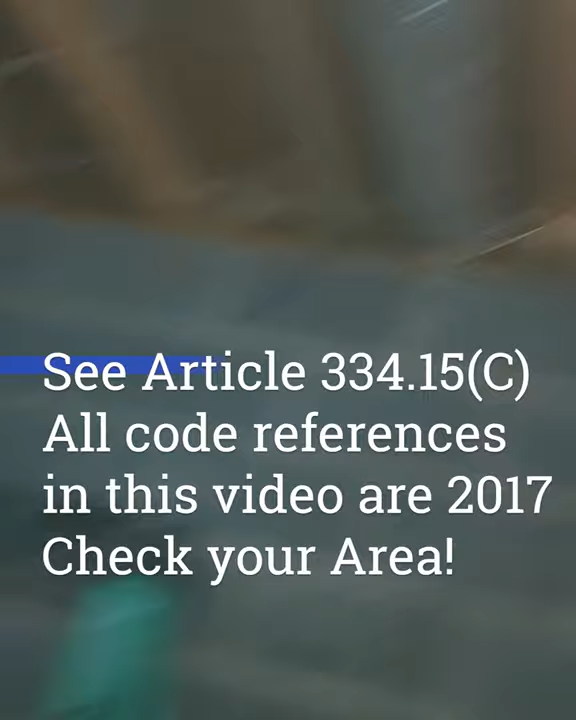 See Article 334.15(C)
All code references
in this video are 2017
Check your Area!